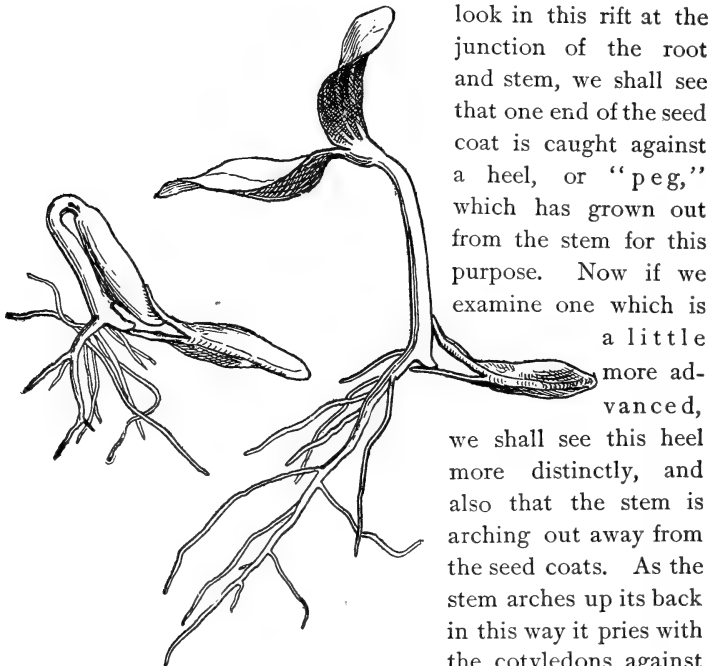 look in this rift at the
junction of the root
and stem, we shall see
that one end of the seed
coat is caught against
a heel, or “peg,”
which has grown out
from the stem for this
purpose. Now if we
examine one which is
a little
more ad-
vanced,
we shall see this heel
more distinctly, and
also that the stem is
arching out away from
the seed coats. As the
stem arches up its back
in this way it pries with
the cotyledons against